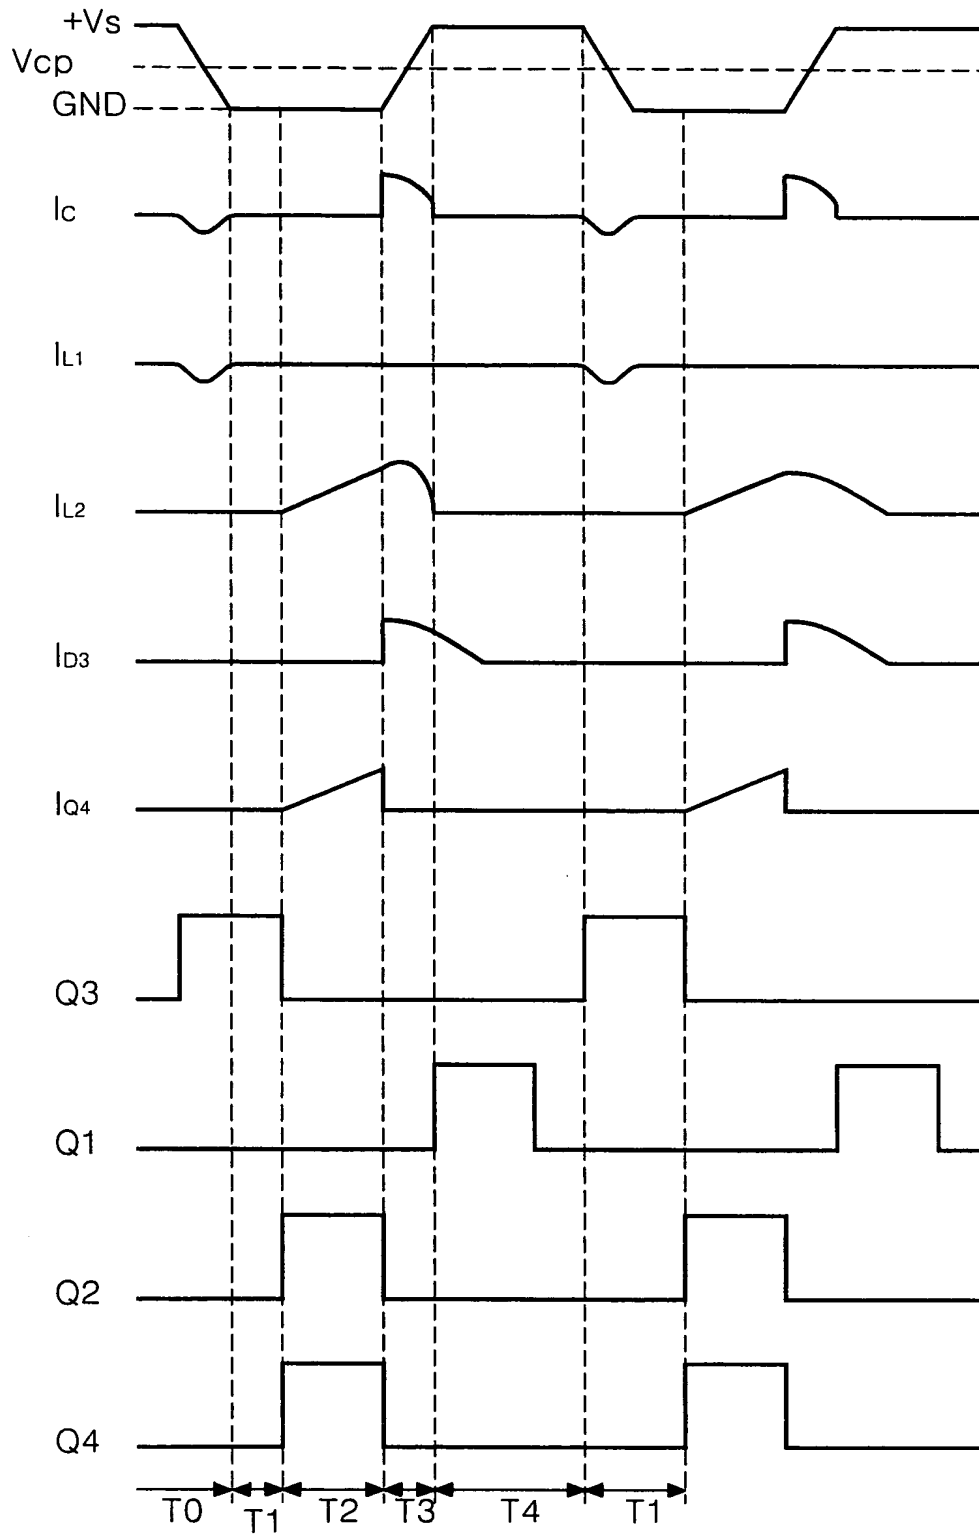 +Vs
Vcp
GND
IC
IL1
IL2
ID3
IQ4
Q3
Q1
Q2
Q4
T0 T1 T2 T3 T4 T1